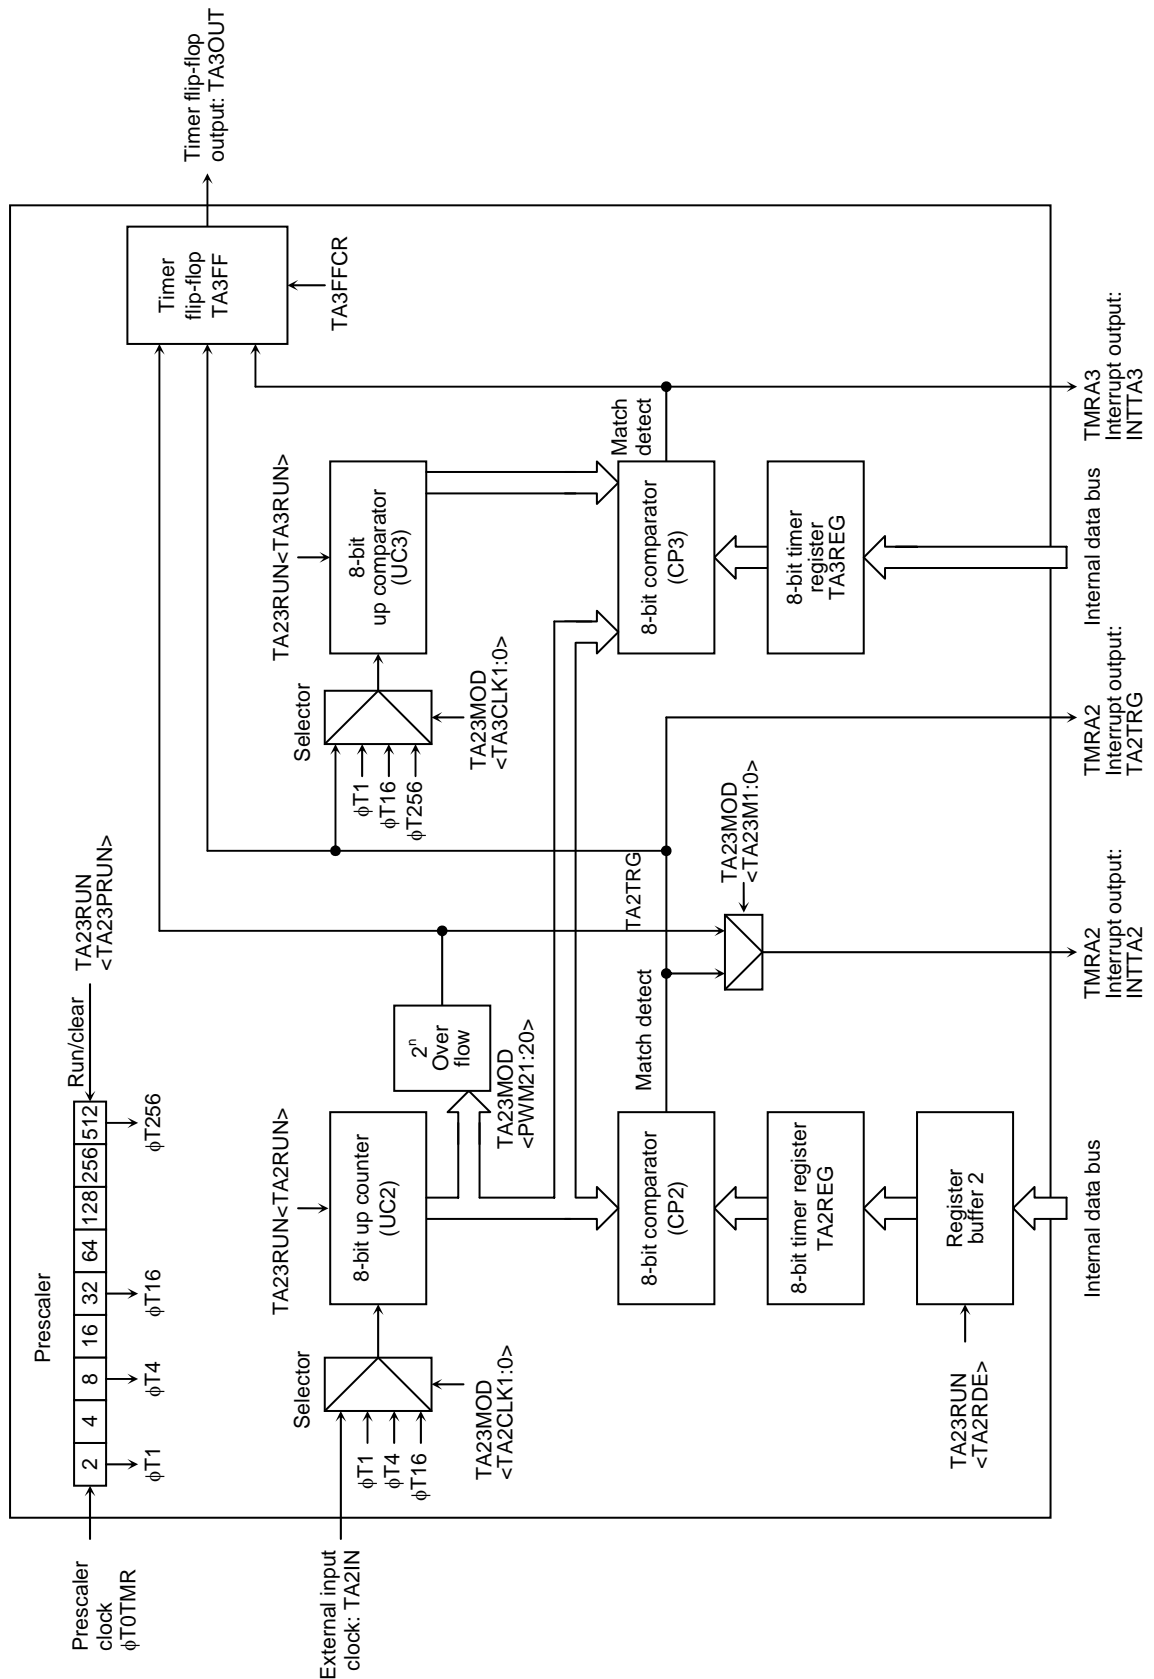 Prescaler
Prescaler
clock
ϕT0TMR
2 4 8 16 32 64 128 256 512
Run/clear
TA23RUN
<TA23PRUN>
ϕT1
ϕT4
ϕT16
ϕT256
External input
clock: TA2IN
Selector
ϕT1
ϕT4
ϕT16
TA23MOD
<TA2CLK1:0>
TA23RUN<TA2RUN>
8-bit up counter
(UC2)
2ⁿ
Over
flow
TA23MOD
<PWM21:20>
Selector
ϕT1
ϕT16
ϕT256
TA23MOD
<TA3CLK1:0>
TA23RUN<TA3RUN>
8-bit
up comparator
(UC3)
Timer
flip-flop
TA3FF
TA3FFCR
Timer flip-flop
output: TA3OUT
8-bit comparator
(CP2)
Match detect
TA2TRG
8-bit comparator
(CP3)
Match
detect
8-bit timer register
TA2REG
TA23MOD
<TA23M1:0>
8-bit timer
register
TA3REG
TA23RUN
<TA2RDE>
Register
buffer 2
Internal data bus
TMRA2
Interrupt output:
INTTA2
TMRA2
Interrupt output:
TA2TRG
Internal data bus
TMRA3
Interrupt output:
INTTA3